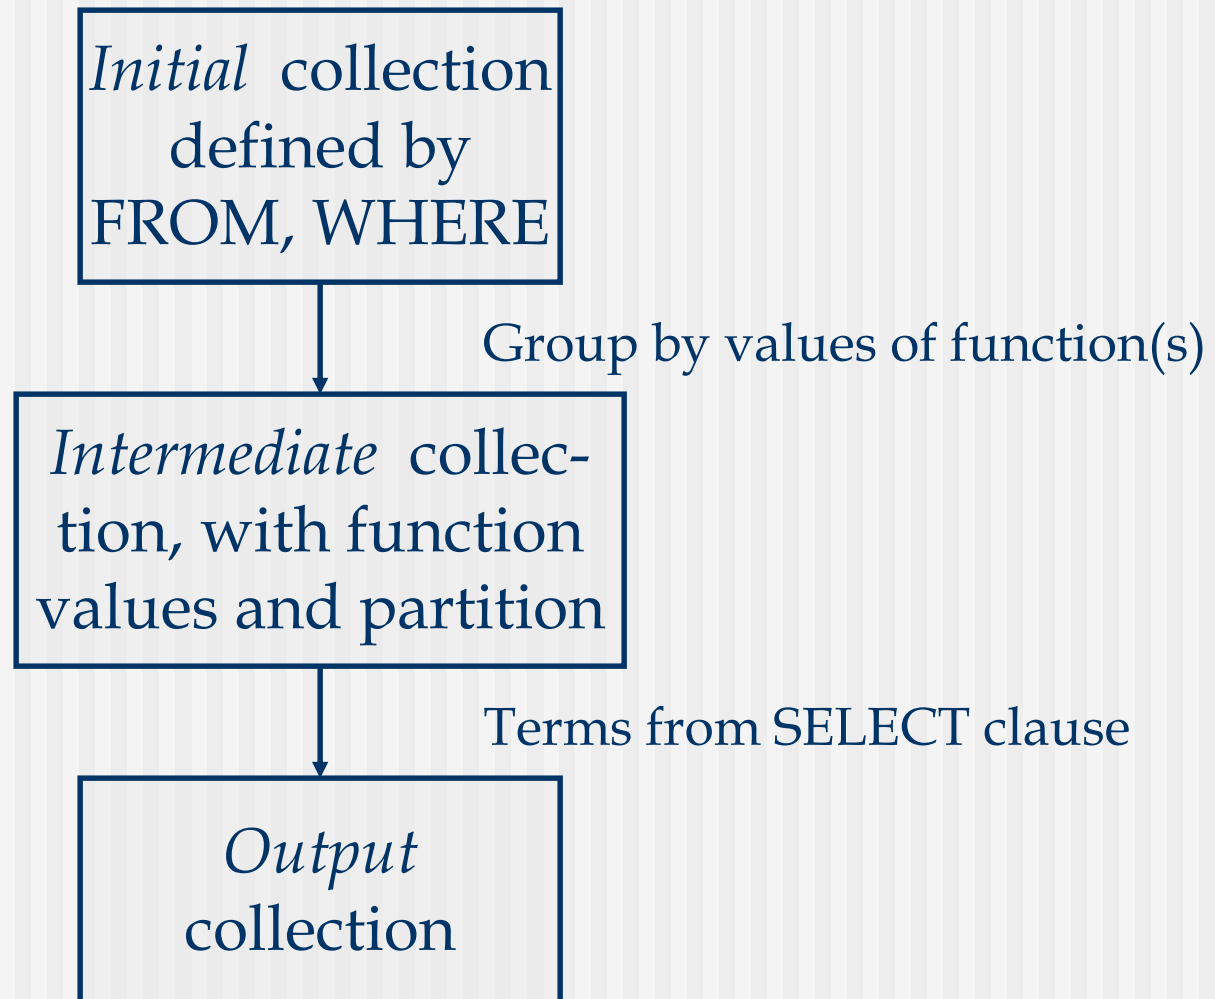 Initial collection
defined by
FROM, WHERE
Group by values of function(s)
Intermediate collec-
tion, with function
values and partition
Terms from SELECT clause
Output
collection